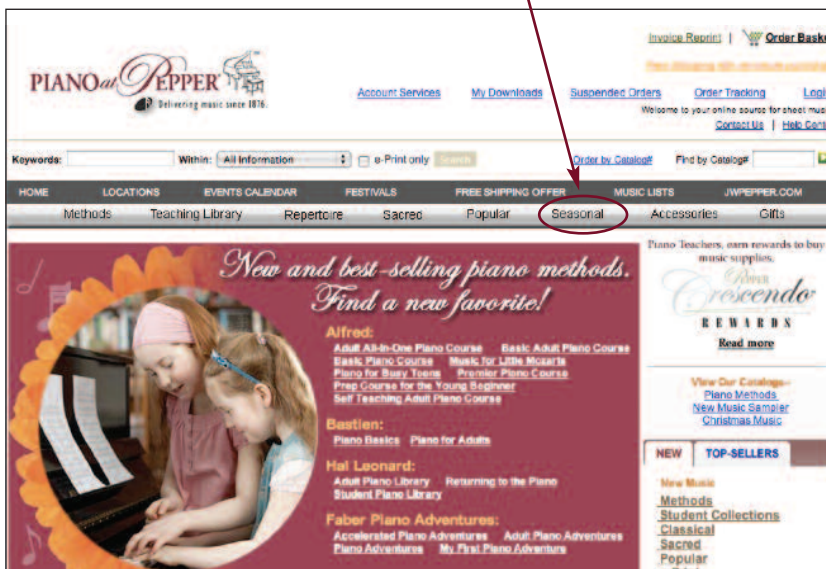 Invoice Reprint | Order Baske
PIANO at PEPPER
Delivering music since 1876.
Account Services My Downloads Suspended Orders Order Tracking Logi
Welcome to your online source for sheet musi
Contact Us | Help Cent
Keywords: Within: All Information e-Print only Search Order by Catalog# Find by Catalog#
HOME LOCATIONS EVENTS CALENDAR FESTIVALS FREE SHIPPING OFFER MUSIC LISTS JWPEPPER.COM
Methods Teaching Library Repertoire Sacred Popular Seasonal Accessories Gifts
New and best-selling piano methods.
Find a new favorite!
Alfred:
Adult All-In-One Piano Course Basic Adult Piano Course
Basic Piano Course Music for Little Mozarts
Piano for Busy Teens Premier Piano Course
Prep Course for the Young Beginner
Self Teaching Adult Piano Course
Bastien:
Piano Basics Piano for Adults
Hal Leonard:
Adult Piano Library Returning to the Piano
Student Piano Library
Faber Piano Adventures:
Accelerated Piano Adventures Adult Piano Adventures
Piano Adventures My First Piano Adventure
Piano Teachers, earn rewards to buy
music supplies.
Pepper
Crescendo
REWARDS
Read more
View Our Catalogs--
Piano Methods
New Music Sampler
Christmas Music
NEW TOP-SELLERS
New Music
Methods
Student Collections
Classical
Sacred
Popular